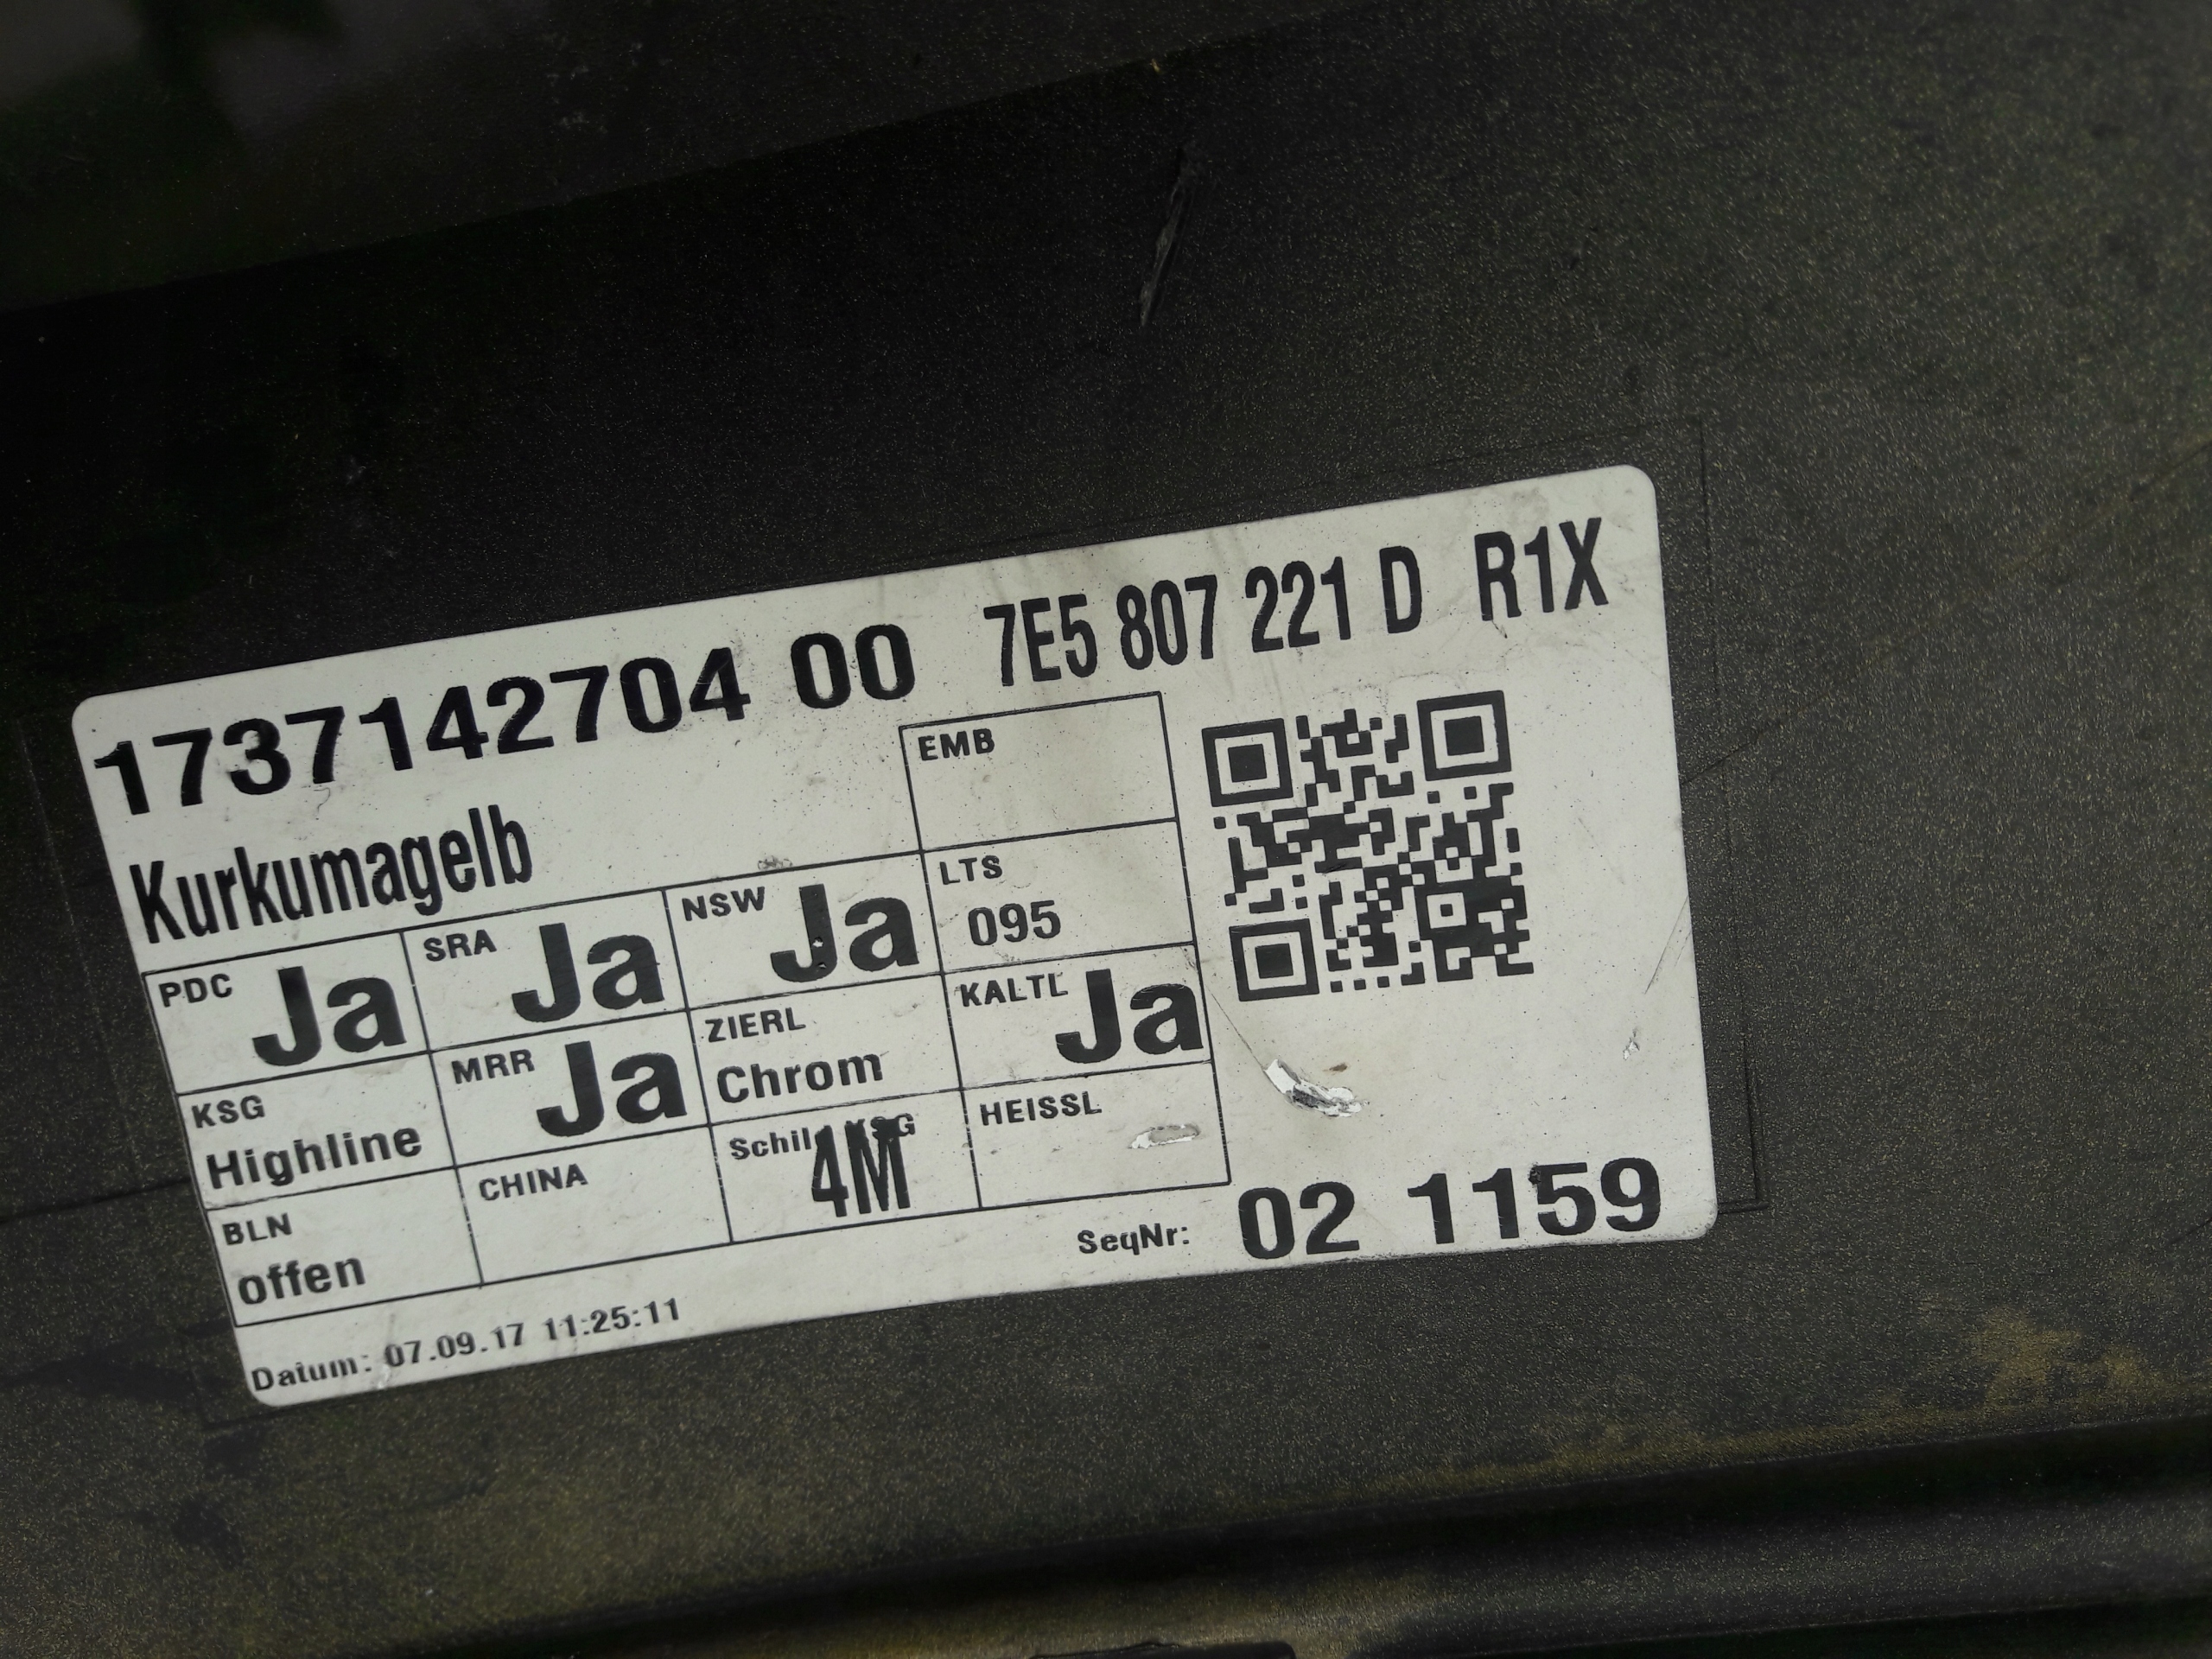 1737142704 00 7E5 807 221 D R1X
Kurkumagelb
EMB
PDC Ja SRA Ja NSW Ja LTS 095
KSG Highline MRR Ja ZIERL Chrom KALTL Ja
BLN offen CHINA 4M HEISSL
SeqNr: 02 1159
Datum: 07.09.17 11:25:11